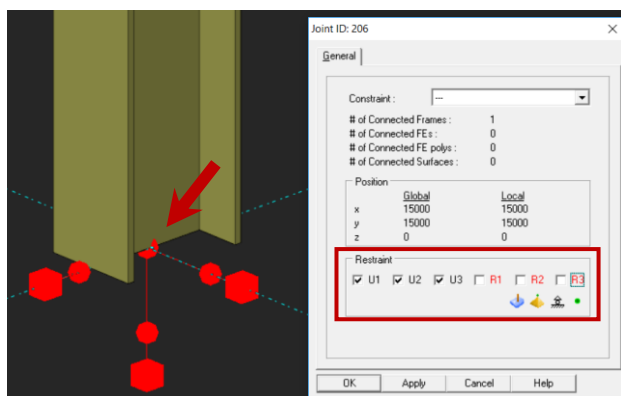 Joint ID: 206
General
Constraint : ---
# of Connected Frames : 1
# of Connected FEs : 0
# of Connected FE polys : 0
# of Connected Surfaces : 0
Position
Global Local
x 15000 15000
y 15000 15000
z 0 0
Restraint
U1 U2 U3 R1 R2 R3
OK Apply Cancel Help